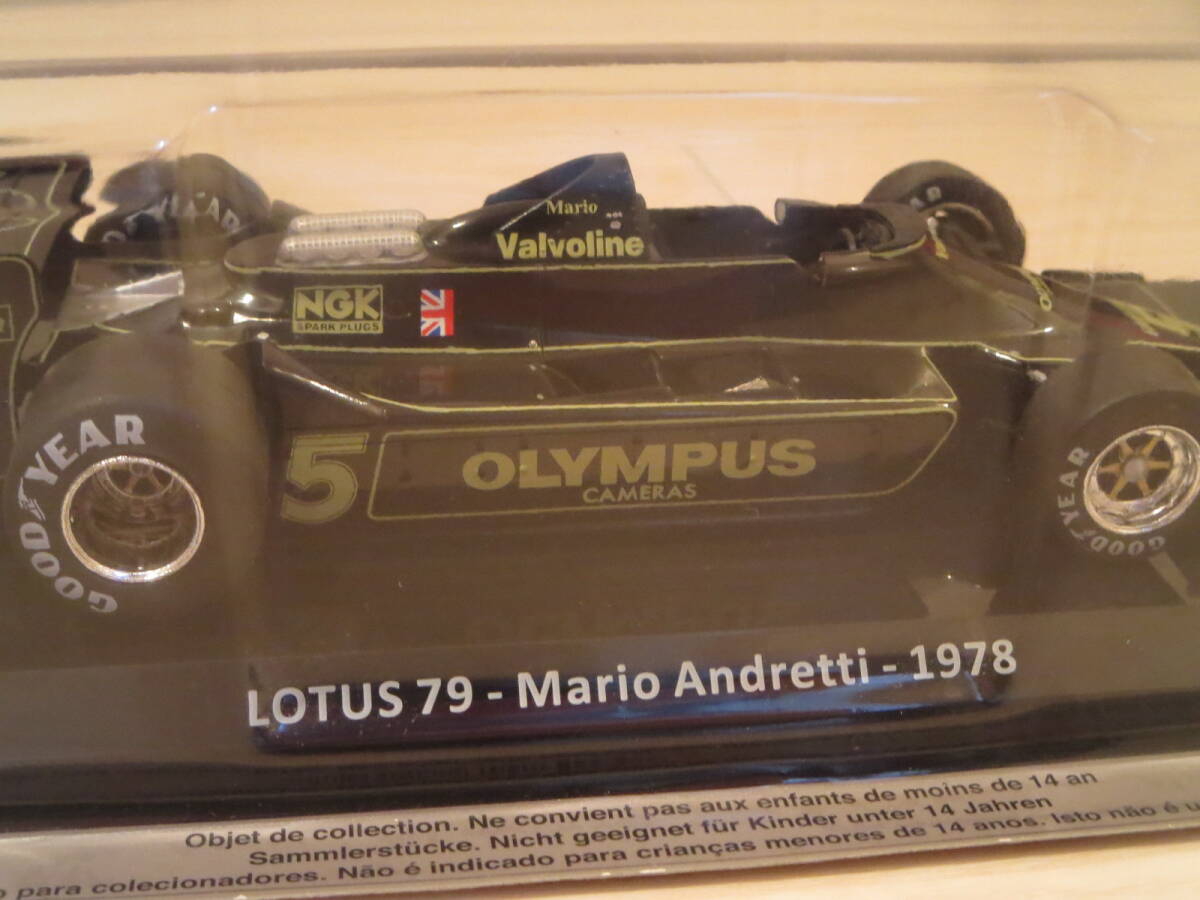 Mario
Valvoline
NGK
SPARK PLUGS
5
OLYMPUS
CAMERAS
GOODYEAR
GOODYEAR
LOTUS 79 - Mario Andretti - 1978
Objet de collection. Ne convient pas aux enfants de moins de 14 an
Sammlerstücke. Nicht geeignet für Kinder unter 14 Jahren
para colecionadores. Não é indicado para crianças menores de 14 anos. Isto não é